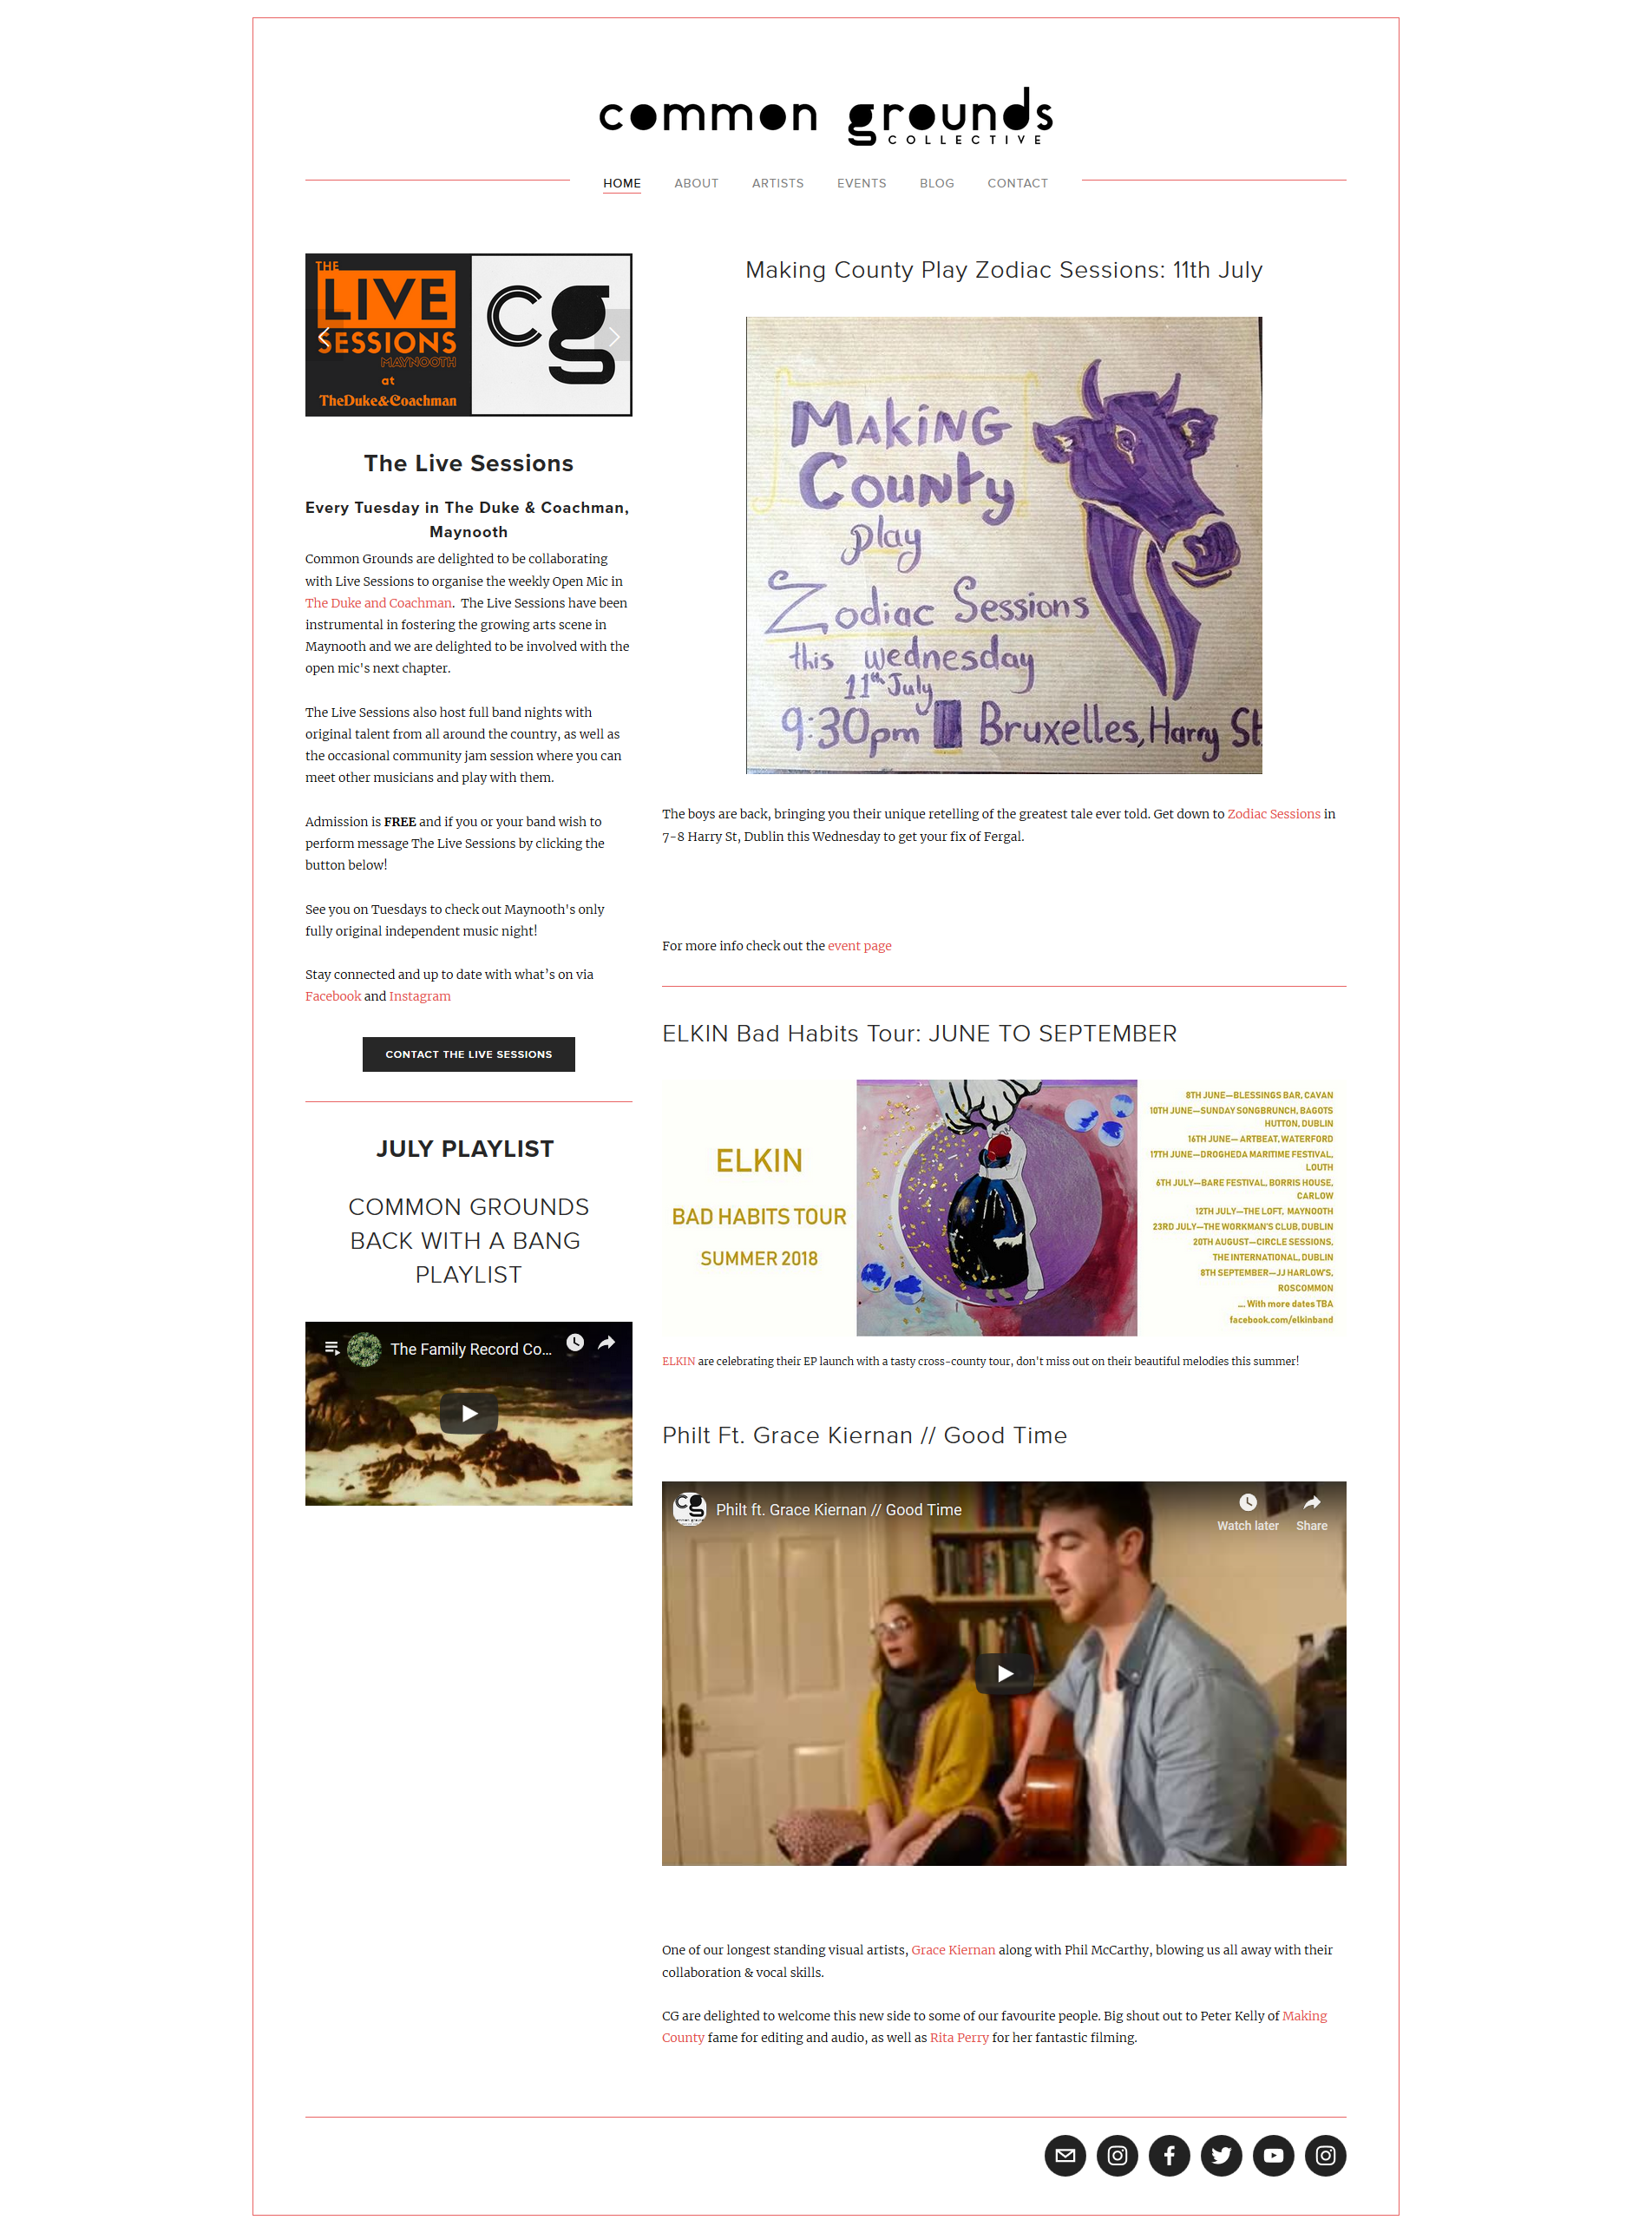 common grounds
COLLECTIVE
HOME ABOUT ARTISTS EVENTS BLOG CONTACT
THE
LIVE
SESSIONS
MAYNOOTH
at
TheDuke&Coachman
cg
The Live Sessions
Every Tuesday in The Duke & Coachman,
Maynooth
Common Grounds are delighted to be collaborating
with Live Sessions to organise the weekly Open Mic in
The Duke and Coachman.  The Live Sessions have been
instrumental in fostering the growing arts scene in
Maynooth and we are delighted to be involved with the
open mic's next chapter.
The Live Sessions also host full band nights with
original talent from all around the country, as well as
the occasional community jam session where you can
meet other musicians and play with them.
Admission is FREE and if you or your band wish to
perform message The Live Sessions by clicking the
button below!
See you on Tuesdays to check out Maynooth's only
fully original independent music night!
Stay connected and up to date with what's on via
Facebook and Instagram
CONTACT THE LIVE SESSIONS
JULY PLAYLIST
COMMON GROUNDS
BACK WITH A BANG
PLAYLIST
The Family Record Co...
Making County Play Zodiac Sessions: 11th July
MAKiNG
County
play
Zodiac Sessions
this wednesday
11th July
9:30pm Bruxelles, Harry St
The boys are back, bringing you their unique retelling of the greatest tale ever told. Get down to Zodiac Sessions in
7-8 Harry St, Dublin this Wednesday to get your fix of Fergal.
For more info check out the event page
ELKIN Bad Habits Tour: JUNE TO SEPTEMBER
ELKIN
BAD HABITS TOUR
SUMMER 2018
8TH JUNE—BLESSINGS BAR, CAVAN
10TH JUNE—SUNDAY SONGBRUNCH, BAGOTS
HUTTON, DUBLIN
16TH JUNE— ARTBEAT, WATERFORD
17TH JUNE—DROGHEDA MARITIME FESTIVAL,
LOUTH
6TH JULY—BARE FESTIVAL, BORRIS HOUSE,
CARLOW
12TH JULY—THE LOFT, MAYNOOTH
23RD JULY—THE WORKMAN'S CLUB, DUBLIN
20TH AUGUST—CIRCLE SESSIONS,
THE INTERNATIONAL, DUBLIN
8TH SEPTEMBER—JJ HARLOW'S,
ROSCOMMON
.... With more dates TBA
facebook.com/elkinband
ELKIN are celebrating their EP launch with a tasty cross-county tour, don't miss out on their beautiful melodies this summer!
Philt Ft. Grace Kiernan // Good Time
cg
Philt ft. Grace Kiernan // Good Time
Watch later Share
One of our longest standing visual artists, Grace Kiernan along with Phil McCarthy, blowing us all away with their
collaboration & vocal skills.
CG are delighted to welcome this new side to some of our favourite people. Big shout out to Peter Kelly of Making
County fame for editing and audio, as well as Rita Perry for her fantastic filming.